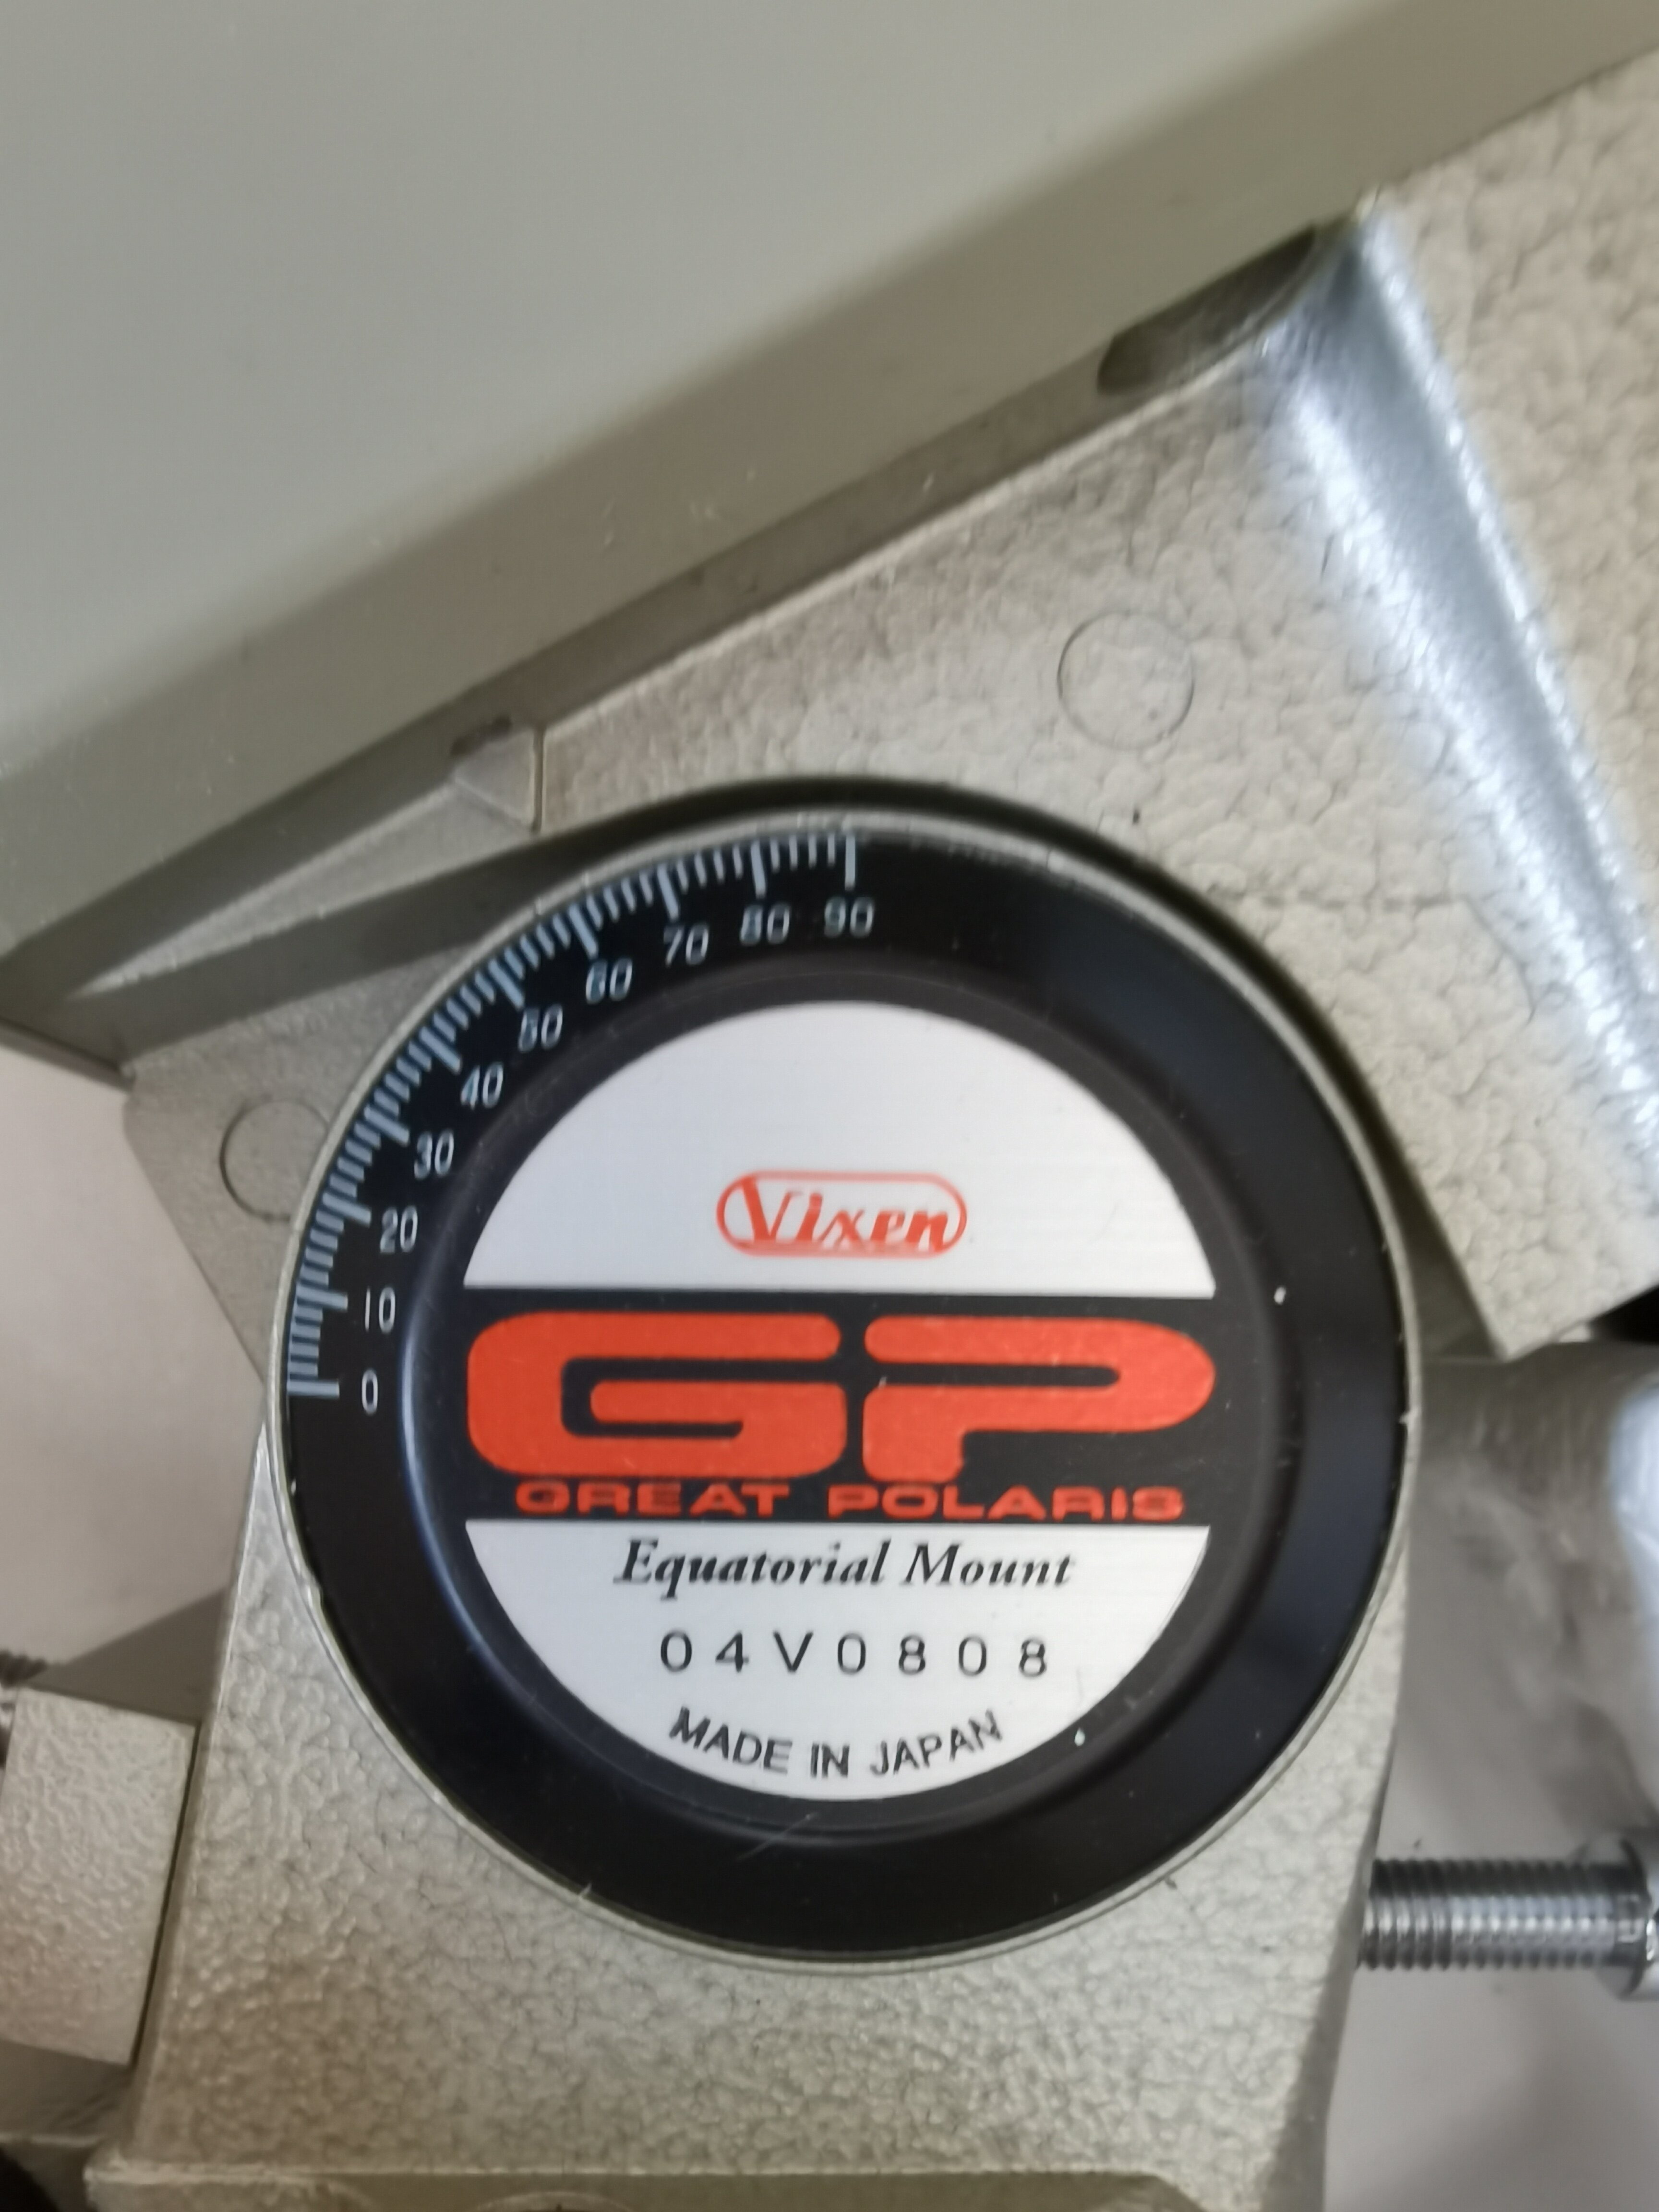 90
80
70
60
50
40
30
20
10
0
Vixen
GP
GREAT POLARIS
Equatorial Mount
04V0808
MADE IN JAPAN